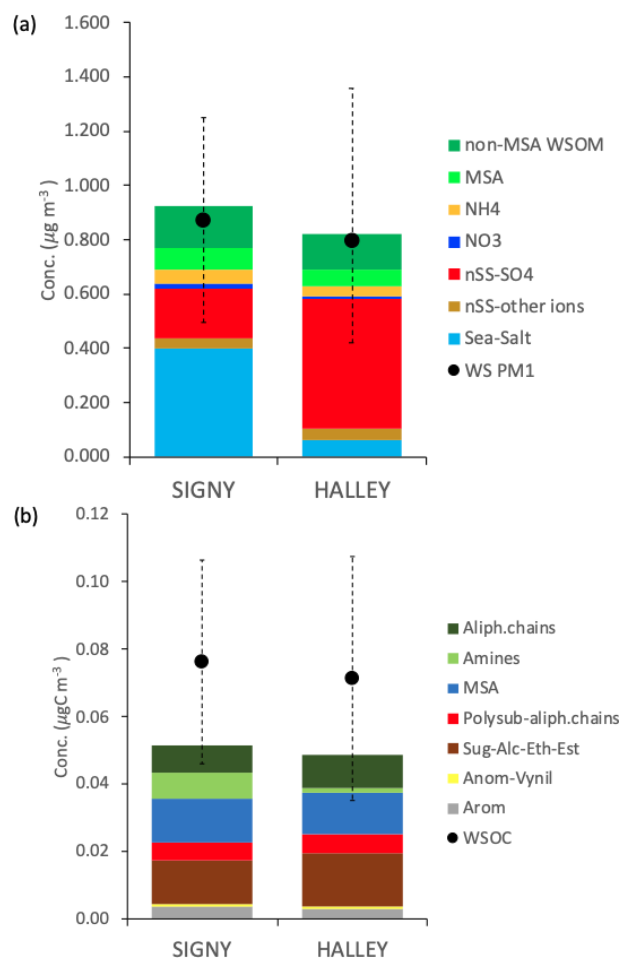 (a)
Conc. (μg m⁻³)
1.600
1.400
1.200
1.000
0.800
0.600
0.400
0.200
0.000
SIGNY HALLEY
non-MSA WSOM
MSA
NH4
NO3
nSS-SO4
nSS-other ions
Sea-Salt
WS PM1
(b)
Conc. (μgC m⁻³)
0.12
0.10
0.08
0.06
0.04
0.02
0.00
SIGNY HALLEY
Aliph.chains
Amines
MSA
Polysub-aliph.chains
Sug-Alc-Eth-Est
Anom-Vynil
Arom
WSOC